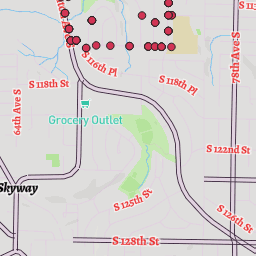 S 116th Pl
S 118th St
S 118th Pl
78th Ave S
Grocery Outlet
64th Ave S
S 122nd St
Skyway
S 125th St
S 126th St
S 128th St